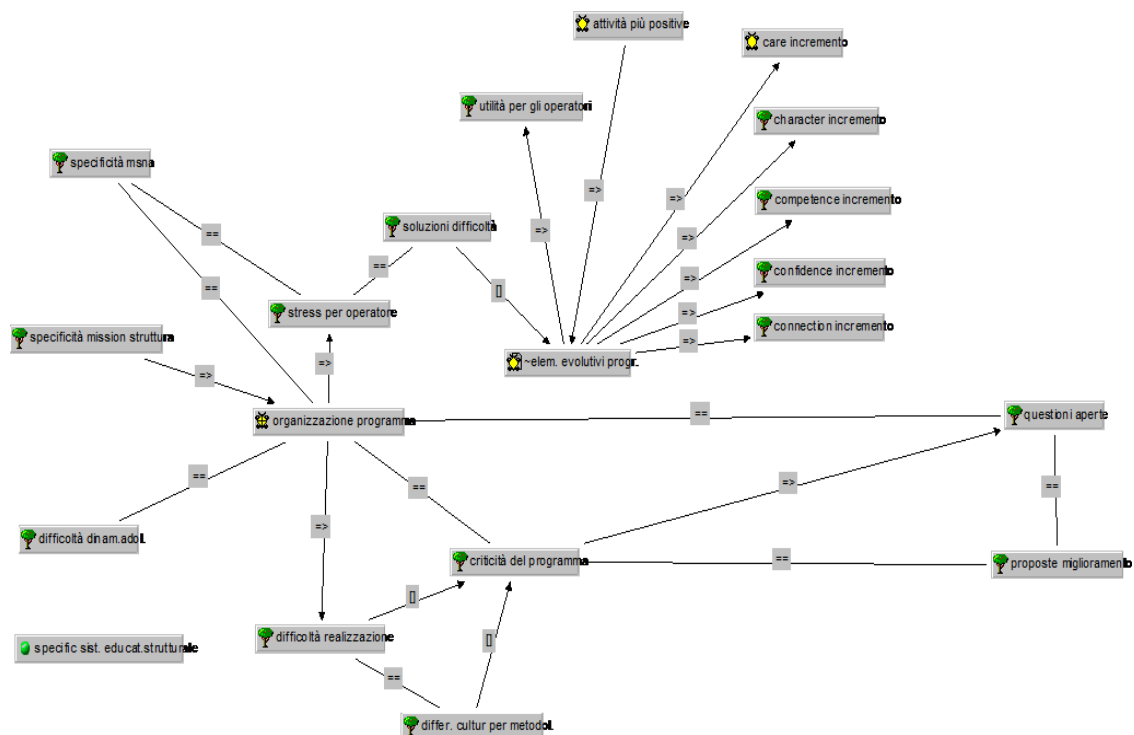 attività più positive
care incremento
utilità per gli operatori
character incremento
specificità msna
=>
=>
competence incremento
==
soluzioni difficoltà
=>
=>
==
[]
confidence incremento
==
=>
stress per operatore
=>
connection incremento
specificità mission struttura
=>
~elem. evolutivi progr..
=>
=>
organizzazione programma
==
questioni aperte
==
==
=>
==
=>
difficoltà dinam.adol.
criticità del programma
==
proposte miglioramento
[]
difficoltà realizzazione
[]
specific sist. educat.strutturale
==
differ. cultur per metodol.